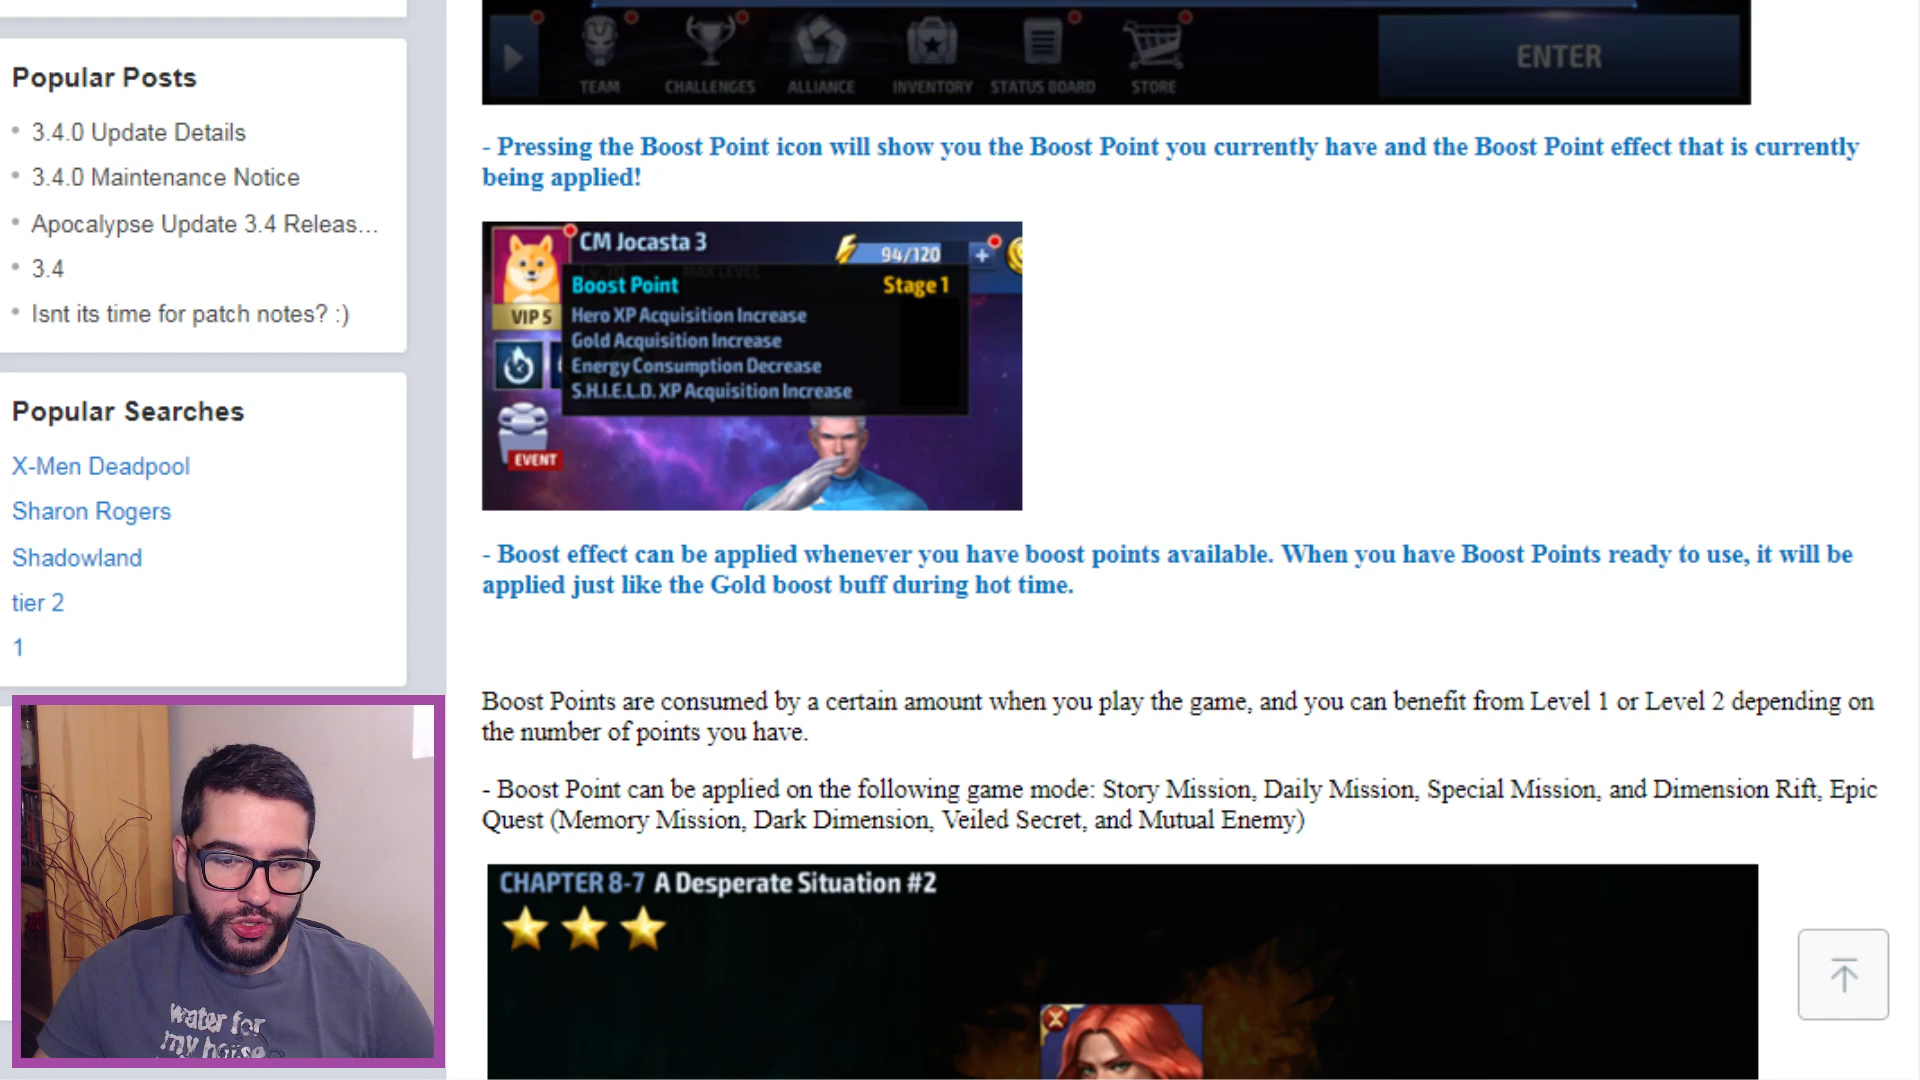 Popular Posts
3.4.0 Update Details
3.4.0 Maintenance Notice
Apocalypse Update 3.4 Releas...
3.4
Isnt its time for patch notes? :)
Popular Searches
X-Men Deadpool
Sharon Rogers
Shadowland
tier 2
1
water for
my horse
TEAM
CHALLENGES
ALLIANCE
INVENTORY
STATUS BOARD
STORE
ENTER
- Pressing the Boost Point icon will show you the Boost Point you currently have and the Boost Point effect that is currently
being applied!
CM Jocasta 3
94/120
MAX LEVEL
VIP 5
Boost Point Stage 1
Hero XP Acquisition Increase
Gold Acquisition Increase
Energy Consumption Decrease
S.H.I.E.L.D. XP Acquisition Increase
EVENT
- Boost effect can be applied whenever you have boost points available. When you have Boost Points ready to use, it will be
applied just like the Gold boost buff during hot time.
Boost Points are consumed by a certain amount when you play the game, and you can benefit from Level 1 or Level 2 depending on
the number of points you have.
- Boost Point can be applied on the following game mode: Story Mission, Daily Mission, Special Mission, and Dimension Rift, Epic
Quest (Memory Mission, Dark Dimension, Veiled Secret, and Mutual Enemy)
CHAPTER 8-7 A Desperate Situation #2